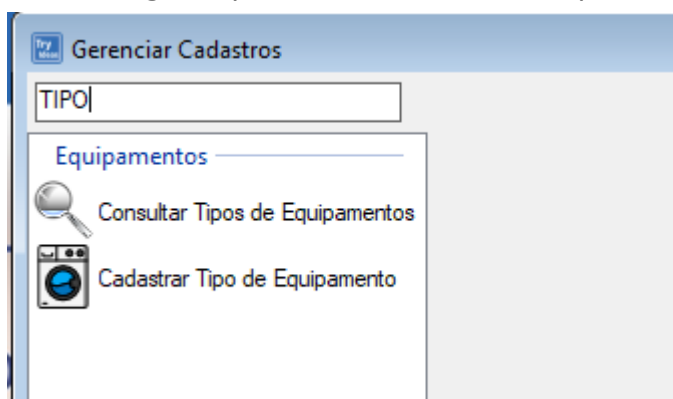 Gerenciar Cadastros
TIPO
Equipamentos
Consultar Tipos de Equipamentos
Cadastrar Tipo de Equipamento